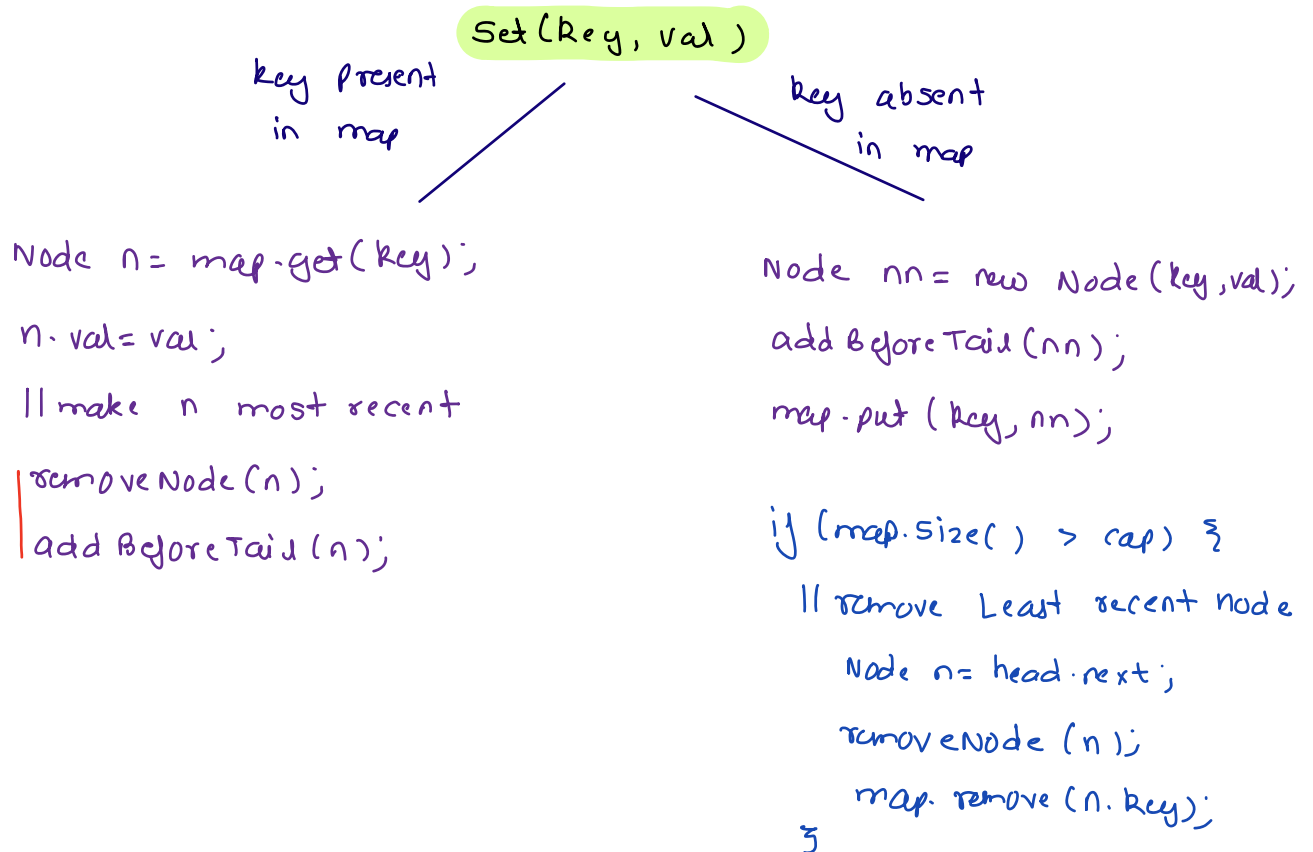 Set(key, val)
key present
in map
key absent
in map
Node n = map.get(key);
n.val = val;
// make n most recent
removeNode(n);
addBeforeTail(n);
Node nn = new Node(key, val);
addBeforeTail(nn);
map.put(key, nn);
if (map.size() > cap) {
// remove Least recent node
Node n = head.next;
removeNode(n);
map.remove(n.key);
}